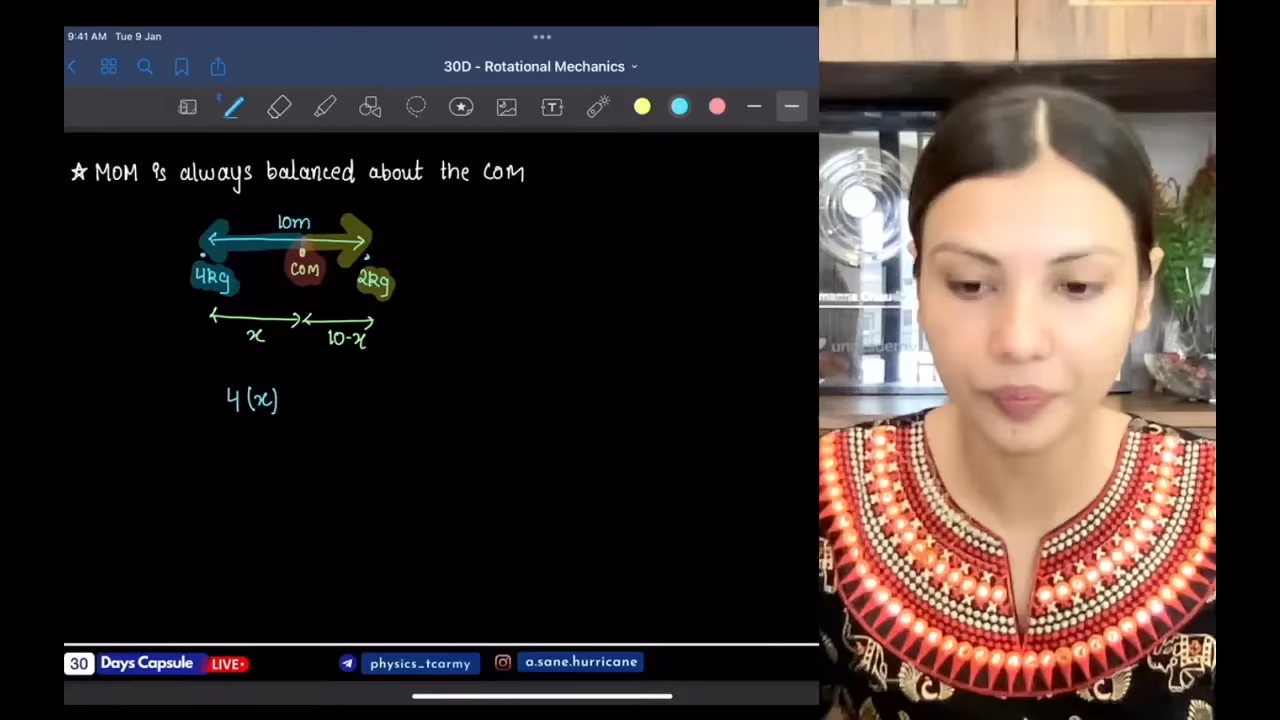 9:41 AM Tue 9 Jan
30D - Rotational Mechanics
☆ MOM is always balanced about the COM
10m
4kg
COM
2kg
x
10-x
4(x)
30 Days Capsule LIVE
physics_tcarmy
a.sane.hurricane